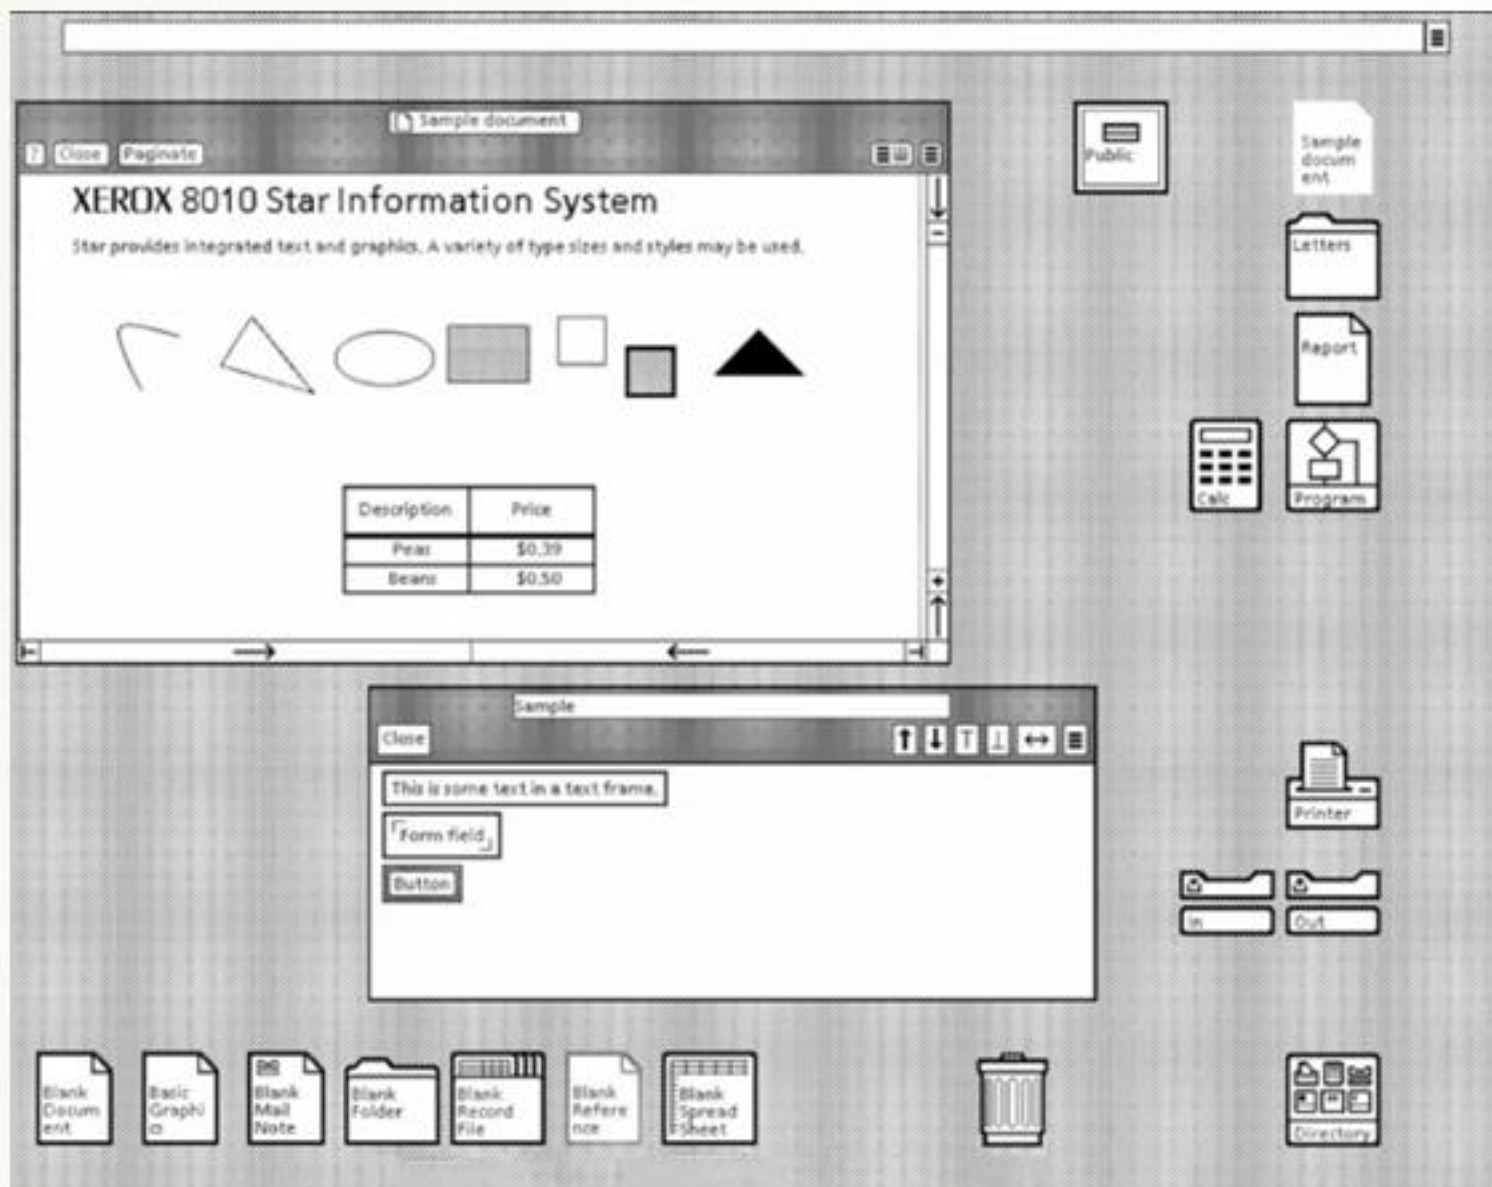 Sample document
?
Close
Paginate
XEROX 8010 Star Information System
Star provides integrated text and graphics. A variety of type sizes and styles may be used.
Description Price
Peas $0.39
Beans $0.50
Public
Sample
docum
ent
Letters
Report
Calc
Program
Sample
Close
This is some text in a text frame.
Form field
Button
Printer
In
Out
Blank
Docum
ent
Basic
Graphi
cs
Blank
Mail
Note
Blank
Folder
Blank
Record
File
Blank
Refere
nce
Blank
Spread
Sheet
Directory